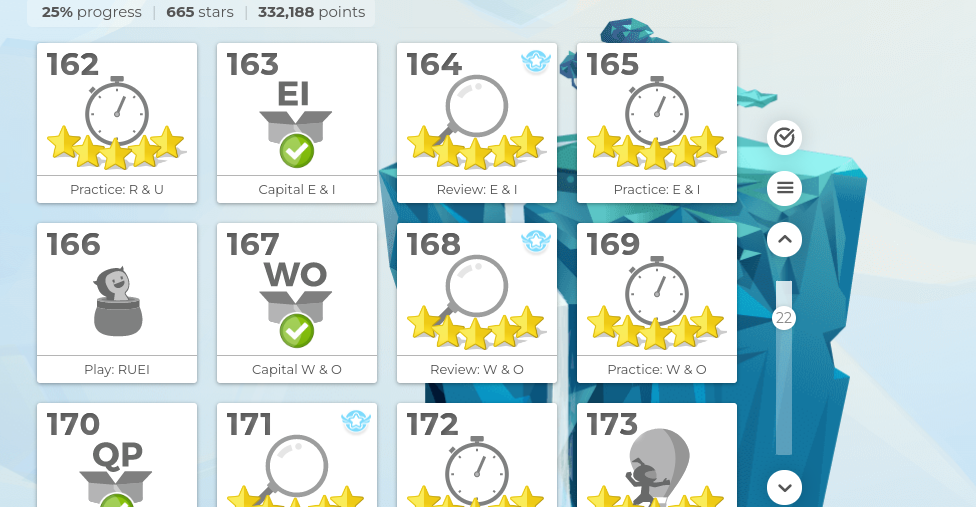 25% progress | 665 stars | 332,188 points
162
Practice: R & U
163
EI
Capital E & I
164
Review: E & I
165
Practice: E & I
166
Play: RUEI
167
WO
Capital W & O
168
Review: W & O
169
Practice: W & O
22
170
QP
171
172
173